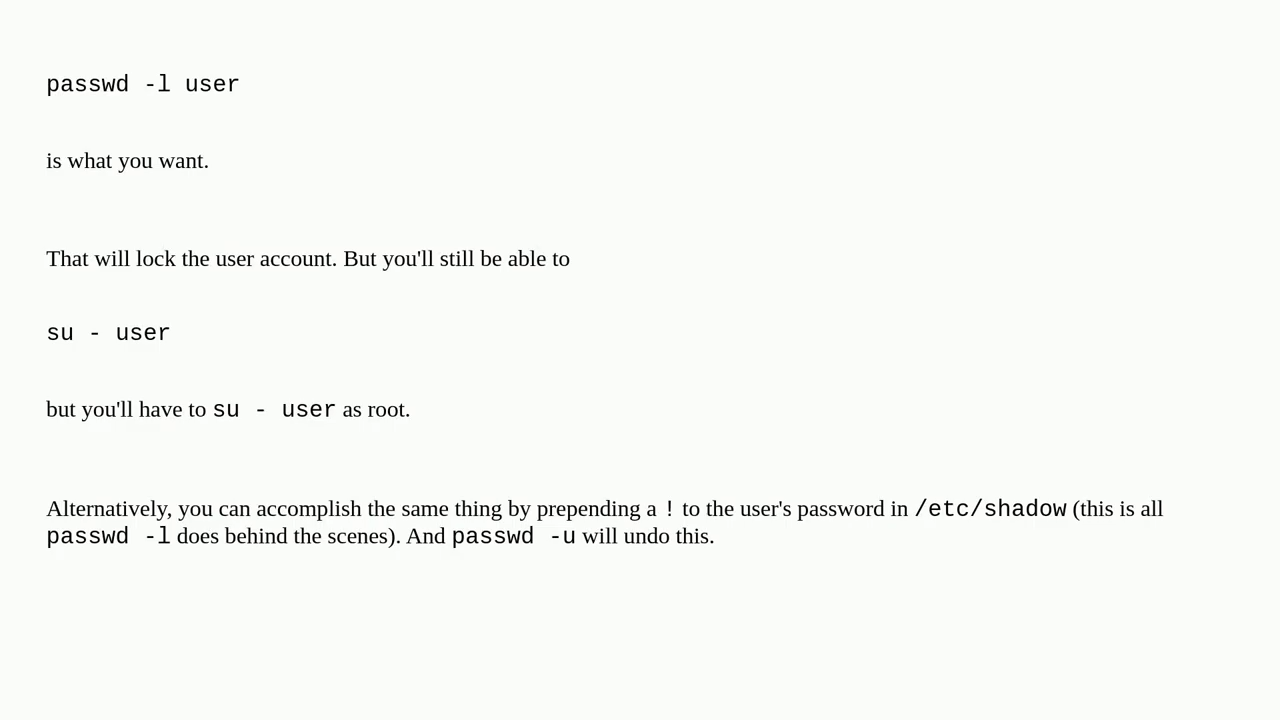 passwd -l user
is what you want.
That will lock the user account. But you'll still be able to
su - user
but you'll have to su - user as root.
Alternatively, you can accomplish the same thing by prepending a ! to the user's password in /etc/shadow (this is all
passwd -l does behind the scenes). And passwd -u will undo this.